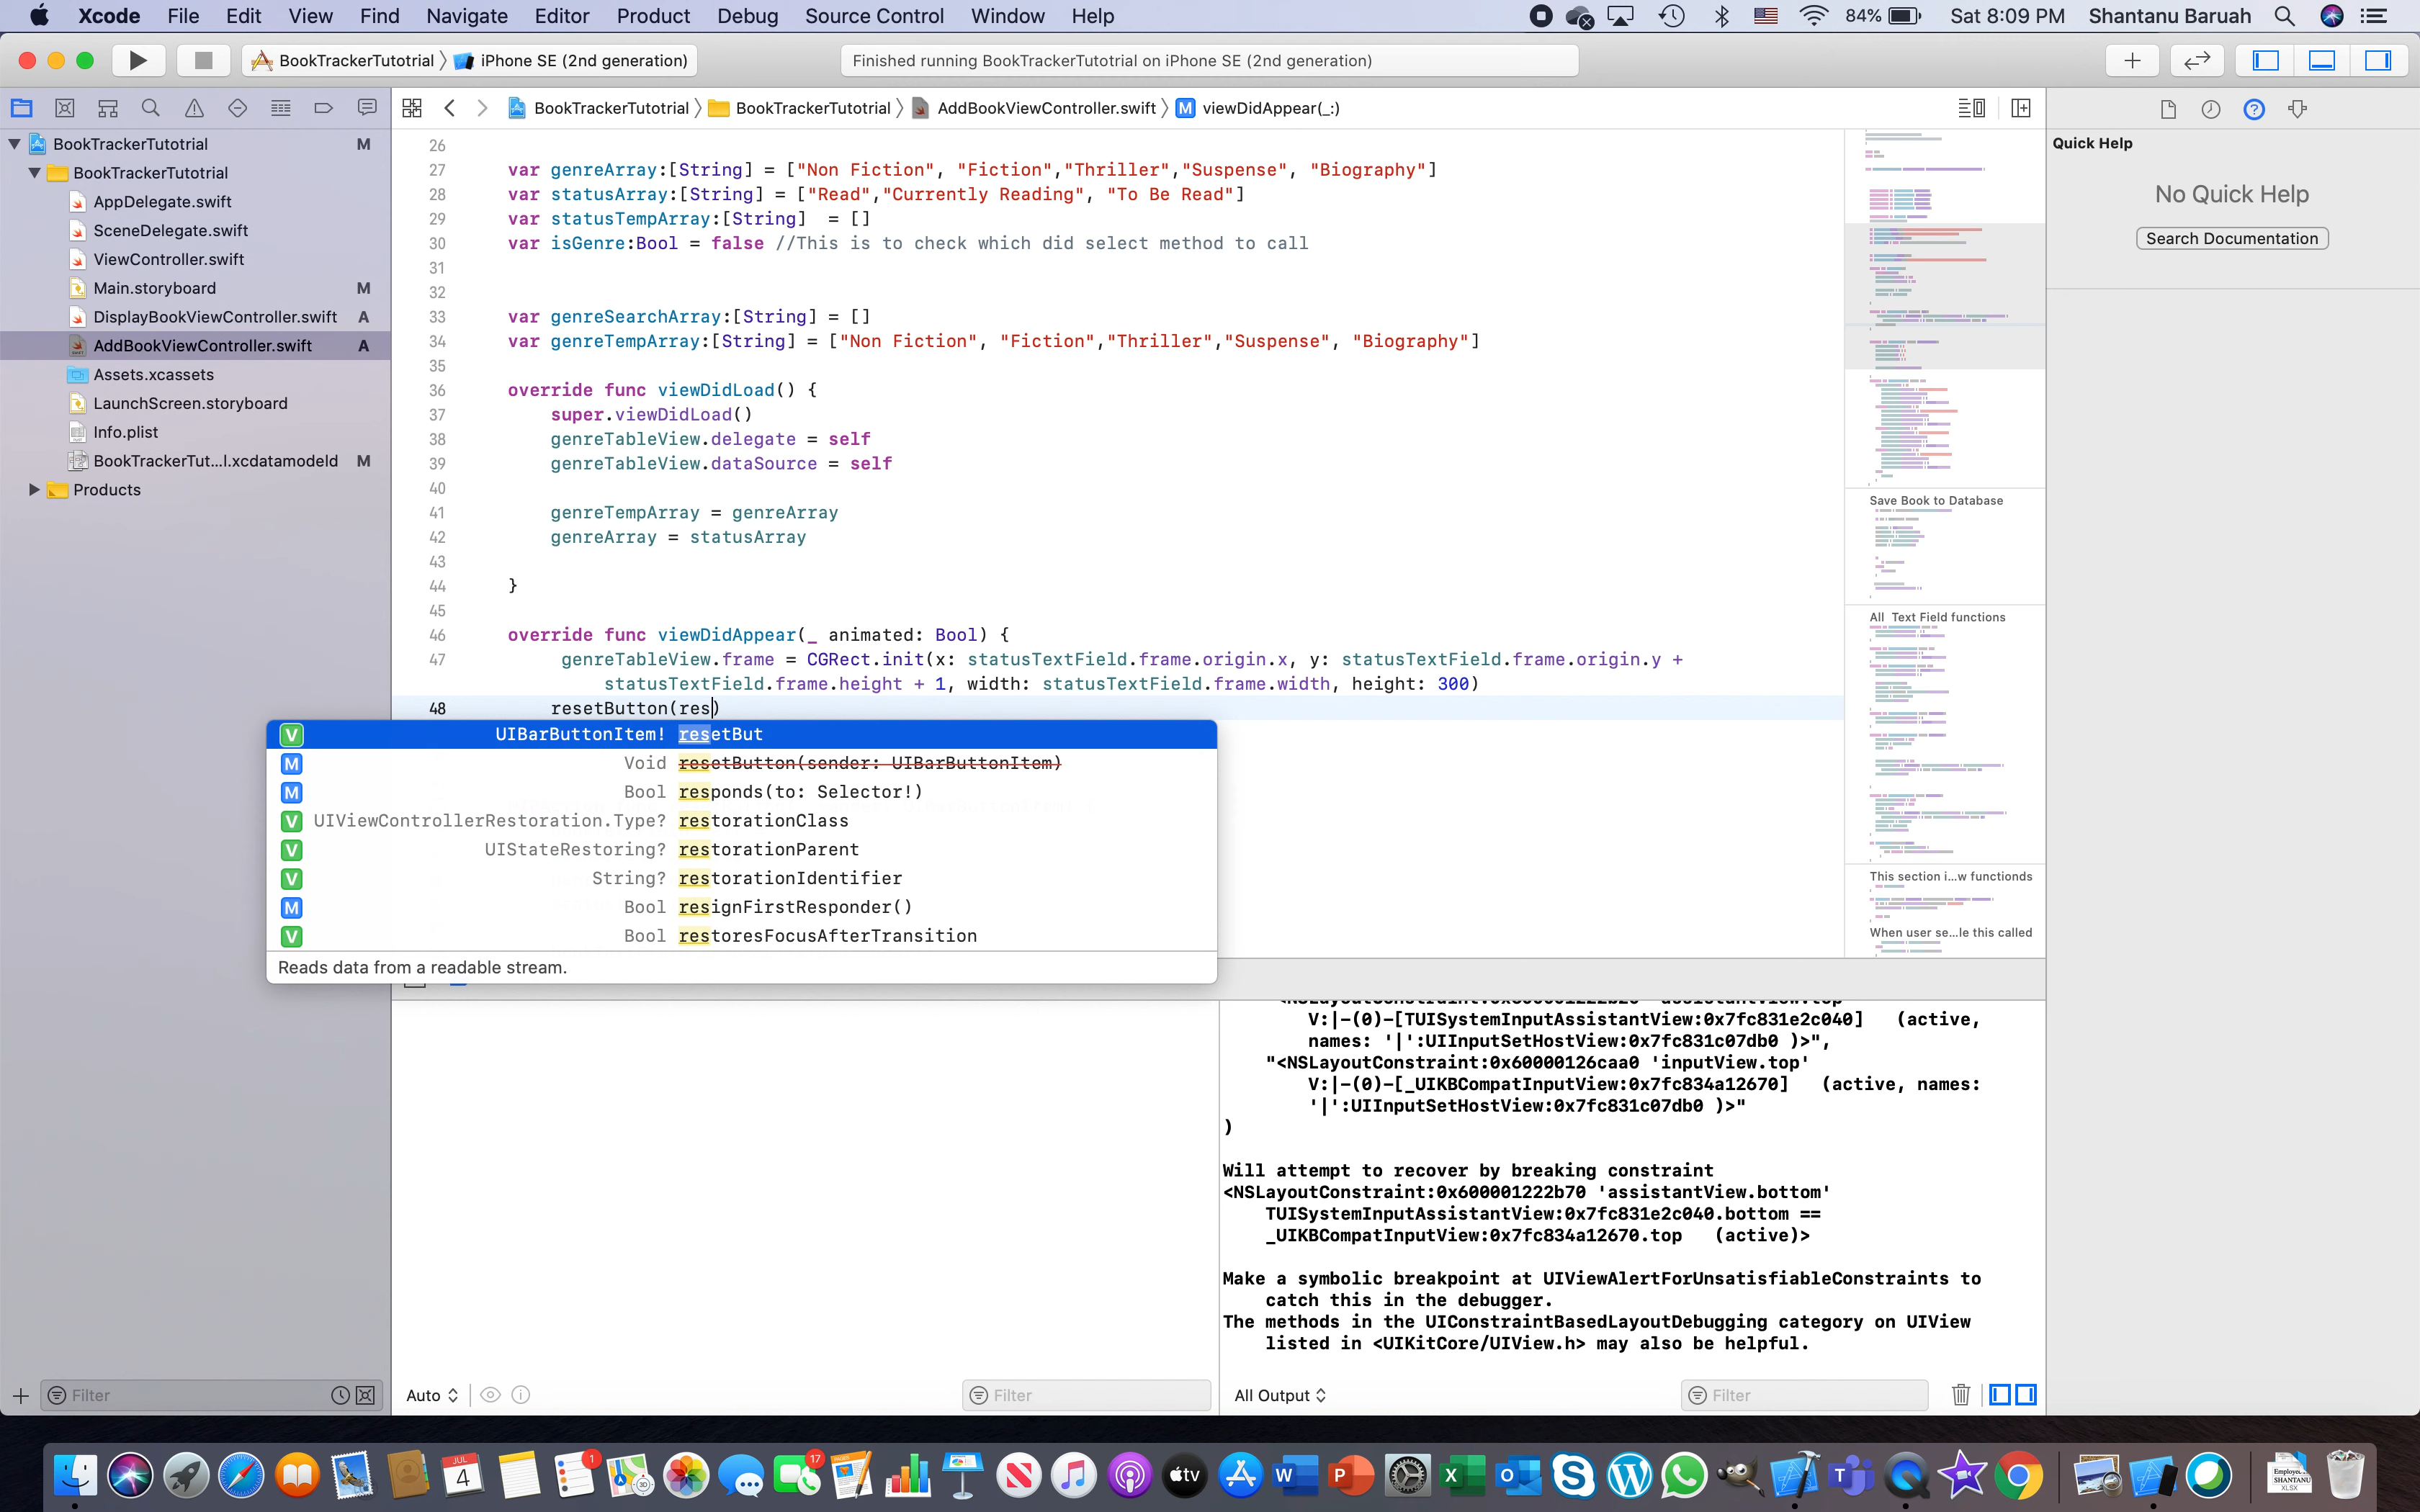 Xcode File Edit View Find Navigate Editor Product Debug Source Control Window Help 84% Sat 8:09 PM Shantanu Baruah
BookTrackerTutotrial iPhone SE (2nd generation) Finished running BookTrackerTutotrial on iPhone SE (2nd generation)
BookTrackerTutotrial BookTrackerTutotrial AddBookViewController.swift M viewDidAppear(_:)
BookTrackerTutotrial M
BookTrackerTutotrial
AppDelegate.swift
SceneDelegate.swift
ViewController.swift
Main.storyboard M
DisplayBookViewController.swift A
AddBookViewController.swift A
Assets.xcassets
LaunchScreen.storyboard
Info.plist
BookTrackerTut...l.xcdatamodeld M
Products
Filter
26
27 var genreArray:[String] = ["Non Fiction", "Fiction","Thriller","Suspense", "Biography"]
28 var statusArray:[String] = ["Read","Currently Reading", "To Be Read"]
29 var statusTempArray:[String]  = []
30 var isGenre:Bool = false //This is to check which did select method to call
31
32
33 var genreSearchArray:[String] = []
34 var genreTempArray:[String] = ["Non Fiction", "Fiction","Thriller","Suspense", "Biography"]
35
36 override func viewDidLoad() {
37 super.viewDidLoad()
38 genreTableView.delegate = self
39 genreTableView.dataSource = self
40
41 genreTempArray = genreArray
42 genreArray = statusArray
43
44 }
45
46 override func viewDidAppear(_ animated: Bool) {
47 genreTableView.frame = CGRect.init(x: statusTextField.frame.origin.x, y: statusTextField.frame.origin.y +
statusTextField.frame.height + 1, width: statusTextField.frame.width, height: 300)
48 resetButton(res)
V UIBarButtonItem! resetBut
M Void resetButton(sender: UIBarButtonItem)
M Bool responds(to: Selector!)
V UIViewControllerRestoration.Type? restorationClass
V UIStateRestoring? restorationParent
V String? restorationIdentifier
M Bool resignFirstResponder()
V Bool restoresFocusAfterTransition
Reads data from a readable stream.
Save Book to Database
All Text Field functions
This section i...w functionds
When user se...le this called
Quick Help
No Quick Help
Search Documentation
V:|-(0)-[TUISystemInputAssistantView:0x7fc831e2c040]   (active,
names: '|':UIInputSetHostView:0x7fc831c07db0 )>",
"<NSLayoutConstraint:0x60000126caa0 'inputView.top'
V:|-(0)-[_UIKBCompatInputView:0x7fc834a12670]   (active, names:
'|':UIInputSetHostView:0x7fc831c07db0 )>"
)
Will attempt to recover by breaking constraint
<NSLayoutConstraint:0x600001222b70 'assistantView.bottom'
TUISystemInputAssistantView:0x7fc831e2c040.bottom ==
_UIKBCompatInputView:0x7fc834a12670.top   (active)>
Make a symbolic breakpoint at UIViewAlertForUnsatisfiableConstraints to
catch this in the debugger.
The methods in the UIConstraintBasedLayoutDebugging category on UIView
listed in <UIKitCore/UIView.h> may also be helpful.
Auto Filter All Output Filter
JUL 4 1 17 tv